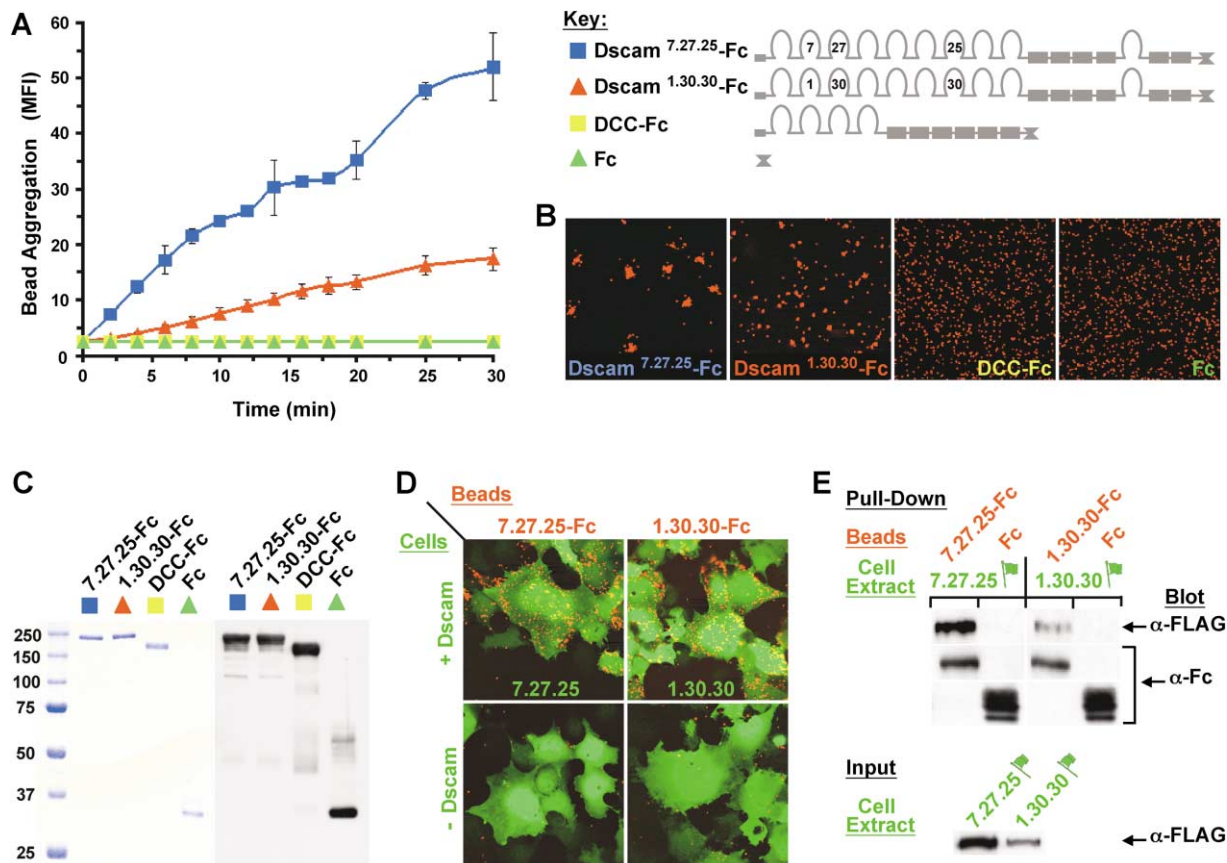 A
Bead Aggregation (MFI)
60
50
40
30
20
10
0
0 5 10 15 20 25 30
Time (min)
Key:
Dscam 7.27.25-Fc
Dscam 1.30.30-Fc
DCC-Fc
Fc
7 27 25
1 30 30
B
Dscam 7.27.25-Fc
Dscam 1.30.30-Fc
DCC-Fc
Fc
C
7.27.25-Fc
1.30.30-Fc
DCC-Fc
Fc
7.27.25-Fc
1.30.30-Fc
DCC-Fc
Fc
250
150
100
75
50
37
25
D
Beads
7.27.25-Fc 1.30.30-Fc
Cells
+ Dscam
7.27.25 1.30.30
- Dscam
E
Pull-Down
Beads
7.27.25-Fc
Fc
1.30.30-Fc
Fc
Cell Extract
7.27.25 1.30.30
Blot
α-FLAG
α-Fc
Input
Cell Extract
7.27.25
1.30.30
α-FLAG